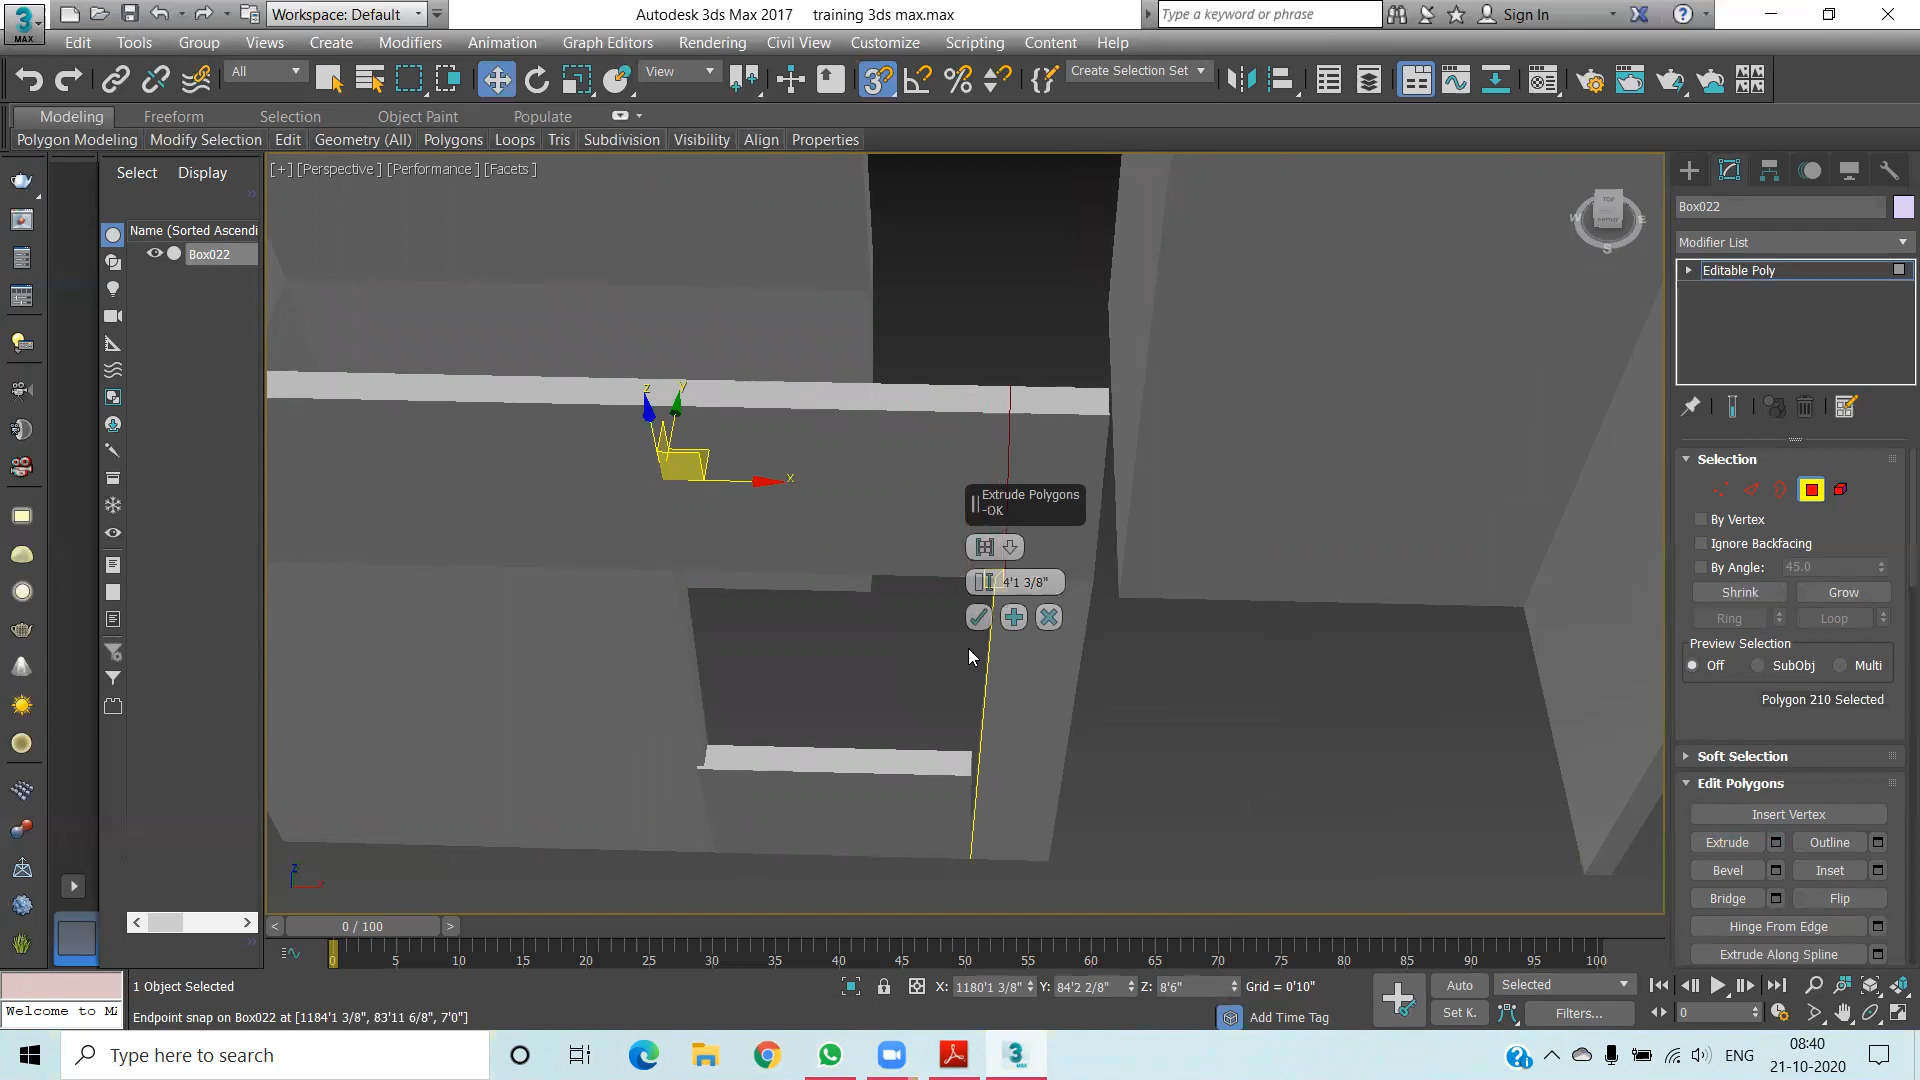 3
MAX
Workspace: Default
Autodesk 3ds Max 2017 training 3ds max.max
Type a keyword or phrase
Sign In
Edit Tools Group Views Create Modifiers Animation Graph Editors Rendering Civil View Customize Scripting Content Help
All
View
Create Selection Set
Modeling Freeform Selection Object Paint Populate
Polygon Modeling Modify Selection Edit Geometry (All) Polygons Loops Tris Subdivision Visibility Align Properties
Select Display
Name (Sorted Ascendi
Box022
[+] [Perspective] [Performance] [Facets]
TOP
FRONT
W E
S
z y
x
Extrude Polygons
-OK
4'1 3/8"
Box022
Modifier List
Editable Poly
Selection
By Vertex
Ignore Backfacing
By Angle: 45.0
Shrink Grow
Ring Loop
Preview Selection
Off SubObj Multi
Polygon 210 Selected
Soft Selection
Edit Polygons
Insert Vertex
Extrude Outline
Bevel Inset
Bridge Flip
Hinge From Edge
Extrude Along Spline
< 0 / 100 >
0 5 10 15 20 25 30 35 40 45 50 55 60 65 70 75 80 85 90 95 100
1 Object Selected
X: 1180'1 3/8" Y: 84'2 2/8" Z: 8'6" Grid = 0'10"
Auto Selected
Welcome to MA
Endpoint snap on Box022 at [1184'1 3/8", 83'11 6/8", 7'0"]
Add Time Tag
Set K. Filters...
0
Type here to search
ENG
08:40
21-10-2020